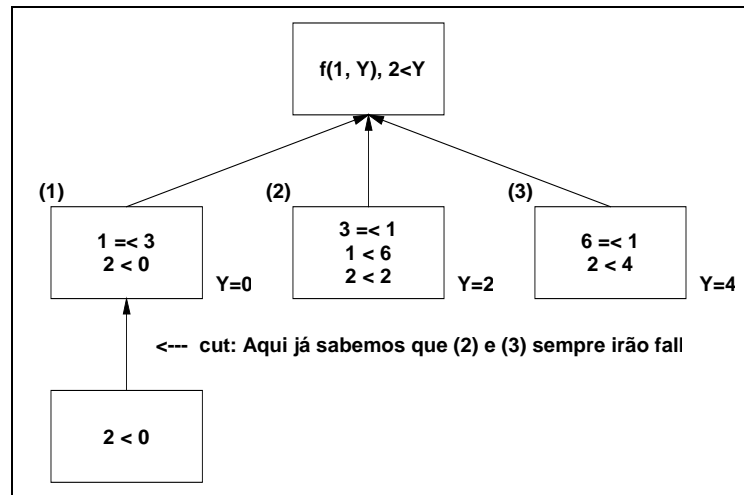 f(1, Y), 2<Y
(1)
(2)
(3)
1 =< 3
2 < 0
Y=0
3 =< 1
1 < 6
2 < 2
Y=2
6 =< 1
2 < 4
Y=4
<--- cut: Aqui já sabemos que (2) e (3) sempre irão fall
2 < 0